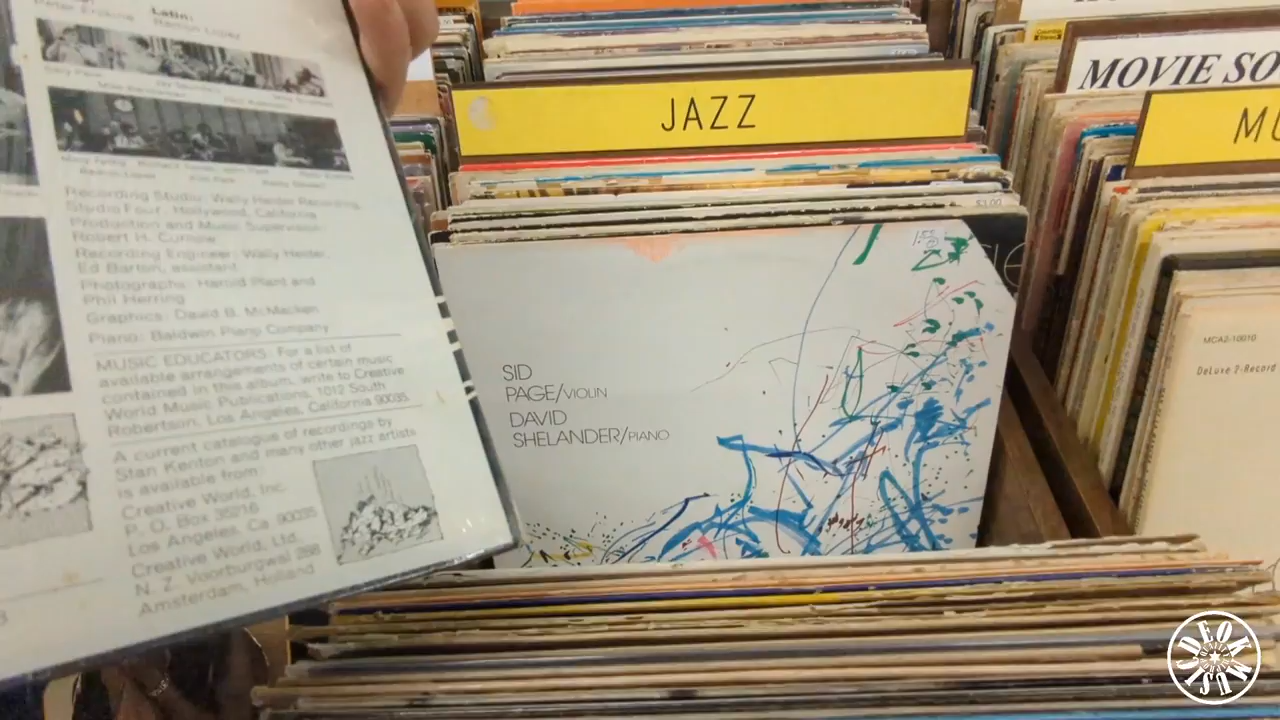 Peter Erskine
Latin:
Ramon Lopez
Recording Studio: Wally Heider Recording,
Studio Four, Hollywood, California
Production and Music Supervision:
Robert H. Curnow
Recording Engineer: Wally Heider,
Ed Barton, assistant
Photographs: Harold Plant and
Phil Herring
Graphics: David B. McMacken
Piano: Baldwin Piano Company
MUSIC EDUCATORS: For a list of
available arrangements of certain music
contained in this album, write to Creative
World Music Publications, 1012 South
Robertson, Los Angeles, California 90035.
A current catalogue of recordings by
Stan Kenton and many other jazz artists
is available from:
Creative World, Inc.
P. O. Box 35216
Los Angeles, Ca. 90035
Creative World, Ltd.
N. Z. Voorburgwal 288
Amsterdam, Holland
JAZZ
$3.00
SID
PAGE/VIOLIN
DAVID
SHELANDER/PIANO
MOVIE SO
MU
MCA2-10010
DeLuxe 2-Record